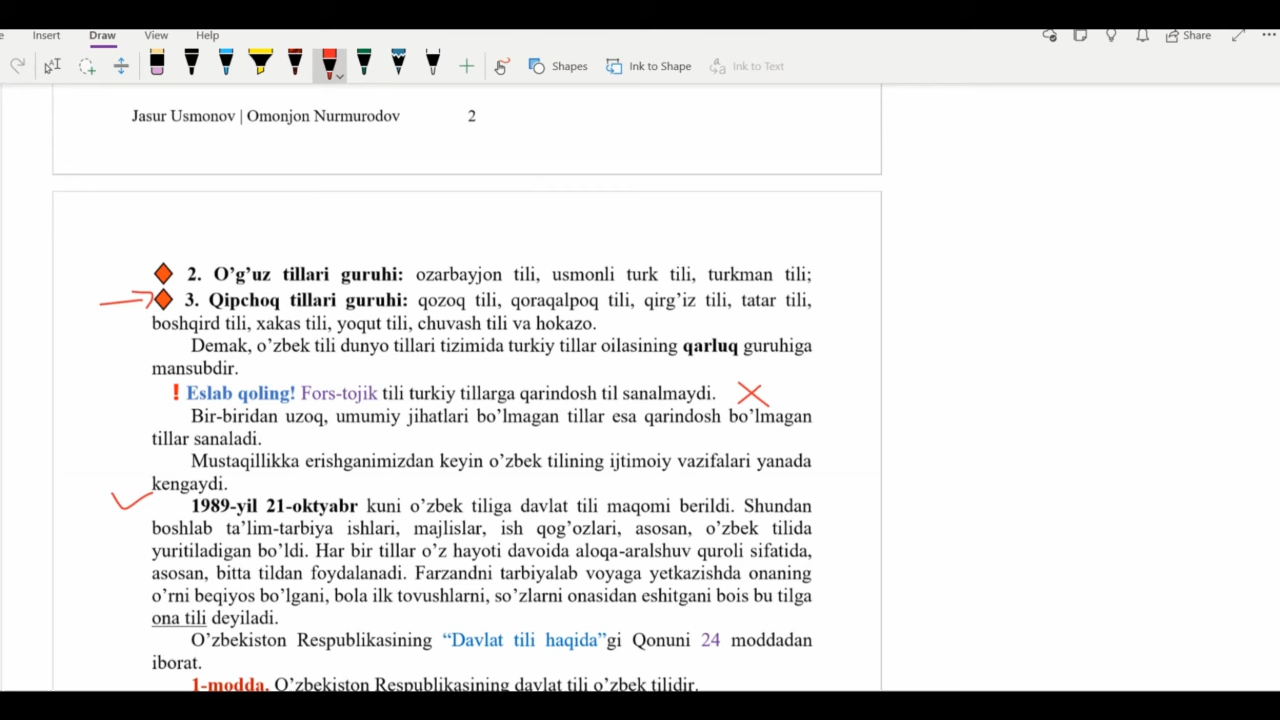 Insert Draw View Help Share
Shapes Ink to Shape Ink to Text
Jasur Usmonov | Omonjon Nurmurodov 2
2. O’g’uz tillari guruhi: ozarbayjon tili, usmonli turk tili, turkman tili;
3. Qipchoq tillari guruhi: qozoq tili, qoraqalpoq tili, qirg’iz tili, tatar tili,
boshqird tili, xakas tili, yoqut tili, chuvash tili va hokazo.
Demak, o’zbek tili dunyo tillari tizimida turkiy tillar oilasining qarluq guruhiga
mansubdir.
! Eslab qoling! Fors-tojik tili turkiy tillarga qarindosh til sanalmaydi.
Bir-biridan uzoq, umumiy jihatlari bo’lmagan tillar esa qarindosh bo’lmagan
tillar sanaladi.
Mustaqillikka erishganimizdan keyin o’zbek tilining ijtimoiy vazifalari yanada
kengaydi.
1989-yil 21-oktyabr kuni o’zbek tiliga davlat tili maqomi berildi. Shundan
boshlab ta’lim-tarbiya ishlari, majlislar, ish qog’ozlari, asosan, o’zbek tilida
yuritiladigan bo’ldi. Har bir tillar o’z hayoti davoida aloqa-aralshuv quroli sifatida,
asosan, bitta tildan foydalanadi. Farzandni tarbiyalab voyaga yetkazishda onaning
o’rni beqiyos bo’lgani, bola ilk tovushlarni, so’zlarni onasidan eshitgani bois bu tilga
ona tili deyiladi.
O’zbekiston Respublikasining “Davlat tili haqida”gi Qonuni 24 moddadan
iborat.
1-modda. O’zbekiston Respublikasining davlat tili o’zbek tilidir.